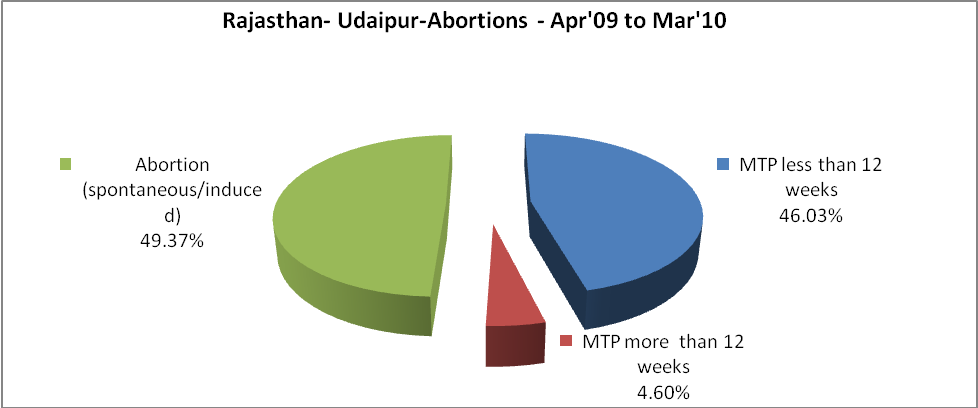 Rajasthan- Udaipur-Abortions - Apr'09 to Mar'10
Abortion
(spontaneous/induce
d)
49.37%
MTP less than 12
weeks
46.03%
MTP more than 12
weeks
4.60%